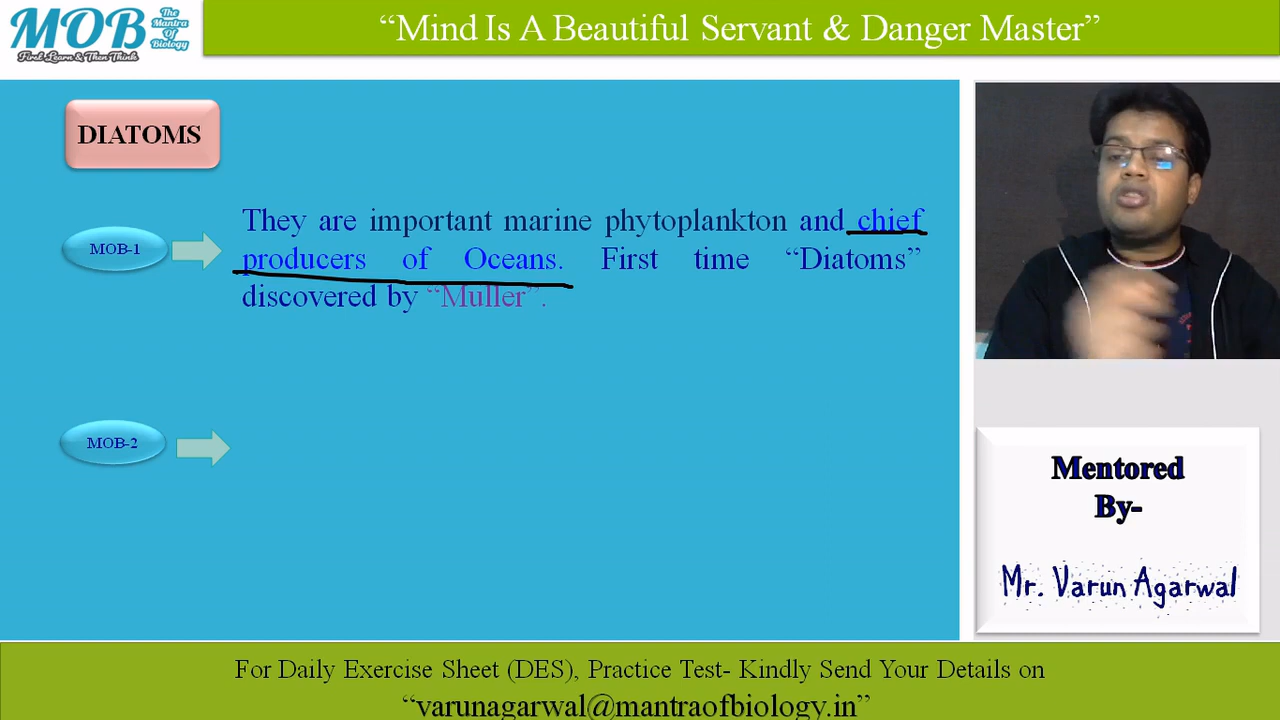 MOB
The
Mantra
Of
Biology
First Learn & Then Think
“Mind Is A Beautiful Servant & Danger Master”
DIATOMS
MOB-1
They are important marine phytoplankton and chief
producers of Oceans. First time “Diatoms”
discovered by “Muller”.
MOB-2
Mentored
By-
Mr. Varun Agarwal
For Daily Exercise Sheet (DES), Practice Test- Kindly Send Your Details on
“varunagarwal@mantraofbiology.in”